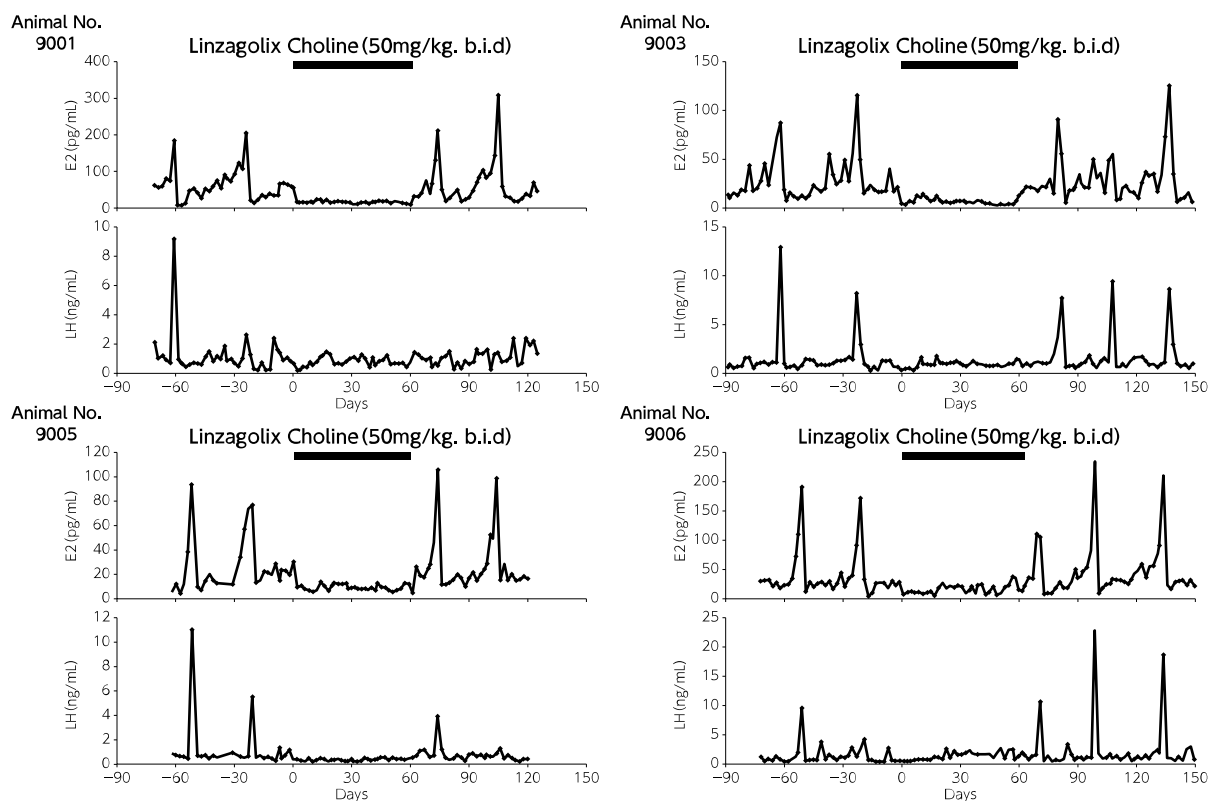 Animal No.
9001
Linzagolix Choline (50mg/kg. b.i.d)
400
300
200
100
0
E2 (pg/mL)
10
8
6
4
2
0
LH (ng/mL)
−90 −60 −30 0 30 60 90 120 150
Days
Animal No.
9003
Linzagolix Choline (50mg/kg. b.i.d)
150
100
50
0
E2 (pg/mL)
15
10
5
0
LH (ng/mL)
−90 −60 −30 0 30 60 90 120 150
Days
Animal No.
9005
Linzagolix Choline (50mg/kg. b.i.d)
120
100
80
60
40
20
0
E2 (pg/mL)
12
10
8
6
4
2
0
LH (ng/mL)
−90 −60 −30 0 30 60 90 120 150
Days
Animal No.
9006
Linzagolix Choline (50mg/kg. b.i.d)
250
200
150
100
50
0
E2 (pg/mL)
25
20
15
10
5
0
LH (ng/mL)
−90 −60 −30 0 30 60 90 120 150
Days